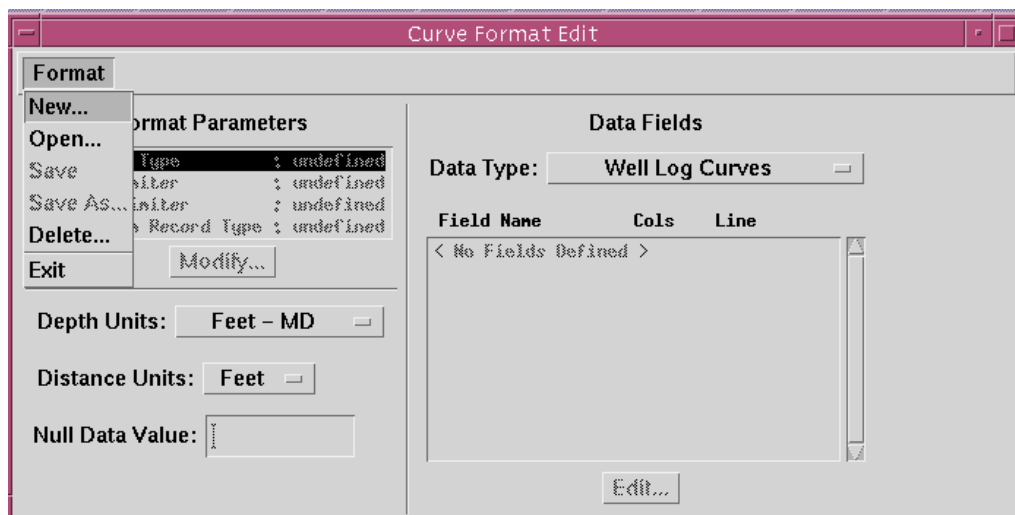 Curve Format Edit
Format
New...
Open...
Save
Save As...
Delete...
Exit
ormat Parameters
Type : undefined
: undefined
: undefined
Record Type : undefined
Modify...
Depth Units: Feet – MD
Distance Units: Feet
Null Data Value:
Data Fields
Data Type: Well Log Curves
Field Name Cols Line
< No Fields Defined >
Edit...